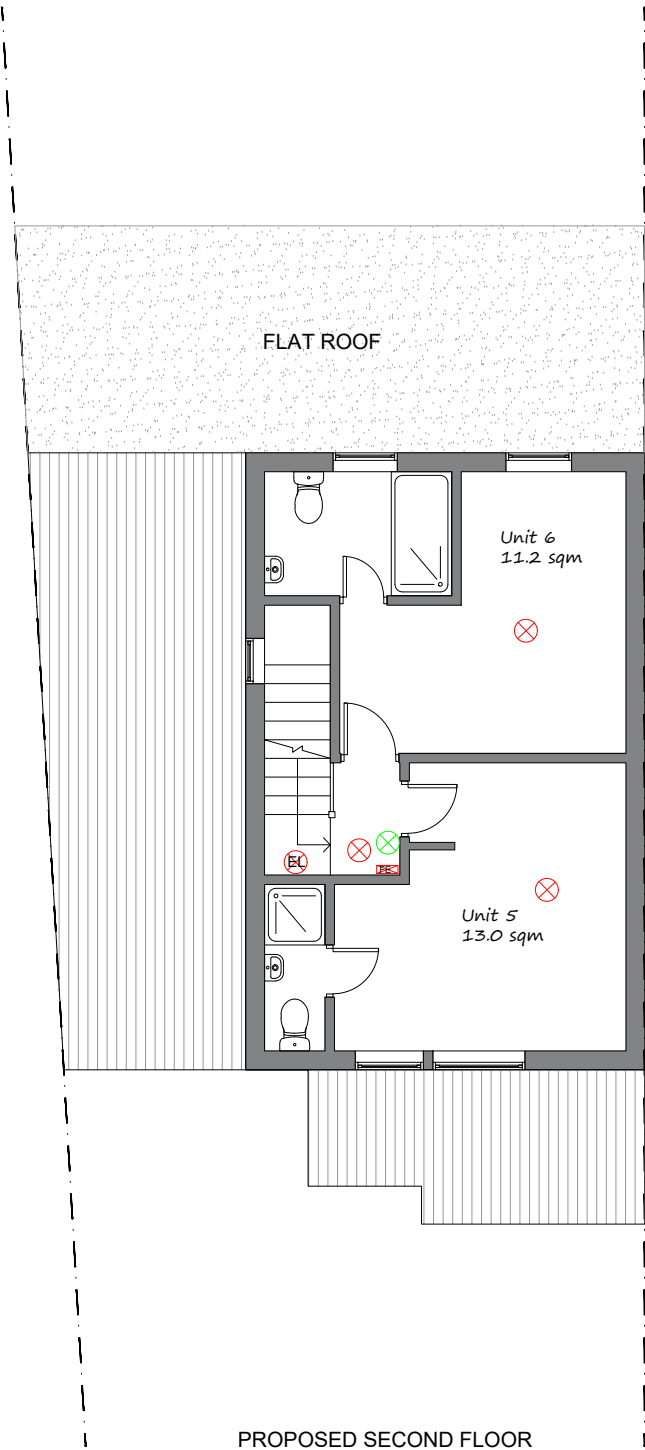 FLAT ROOF
Unit 6
11.2 sqm
EL
Unit 5
13.0 sqm
PROPOSED SECOND FLOOR